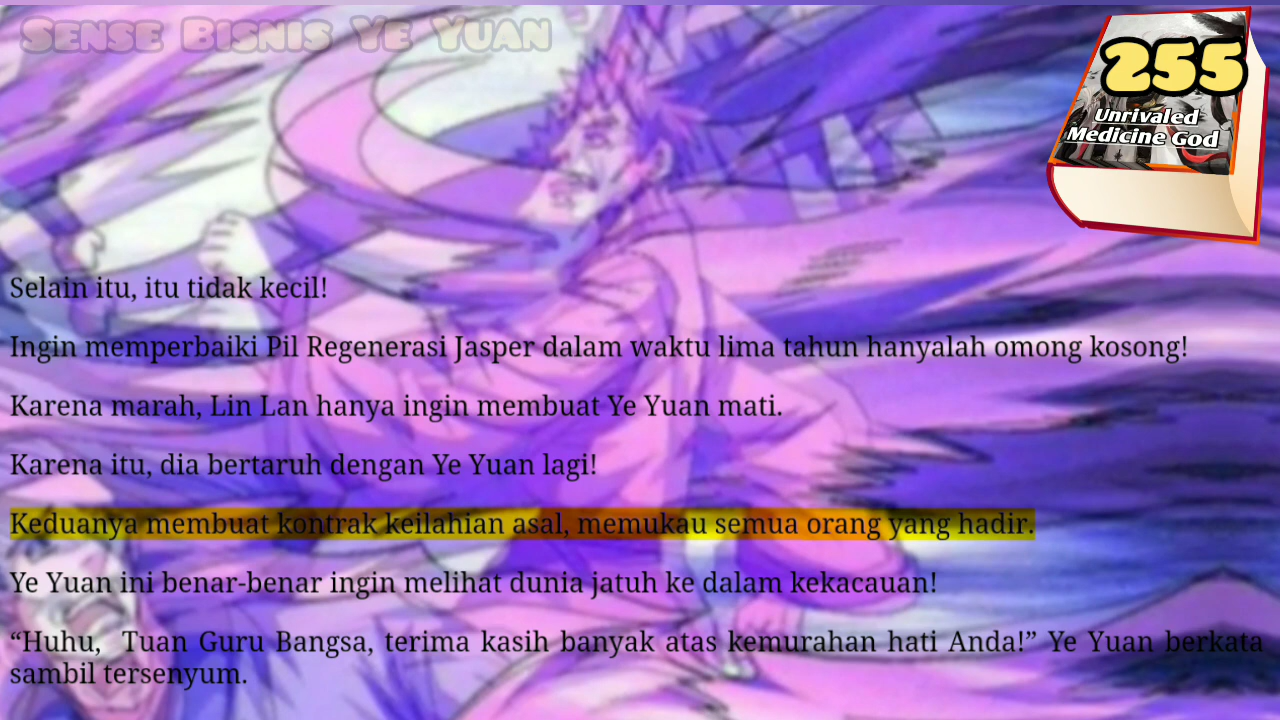 Sense Bisnis Ye Yuan
255
Unrivaled
Medicine God
Selain itu, itu tidak kecil!
Ingin memperbaiki Pil Regenerasi Jasper dalam waktu lima tahun hanyalah omong kosong!
Karena marah, Lin Lan hanya ingin membuat Ye Yuan mati.
Karena itu, dia bertaruh dengan Ye Yuan lagi!
Keduanya membuat kontrak keilahian asal, memukau semua orang yang hadir.
Ye Yuan ini benar-benar ingin melihat dunia jatuh ke dalam kekacauan!
“Huhu,  Tuan Guru Bangsa, terima kasih banyak atas kemurahan hati Anda!” Ye Yuan berkata
sambil tersenyum.